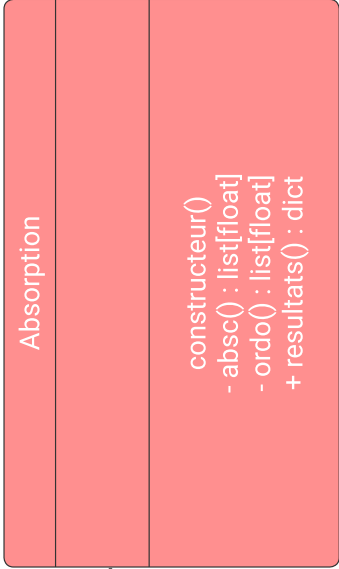 Absorption
constructeur()
- absc() : list[float]
- ordo() : list[float]
+ resultats() : dict